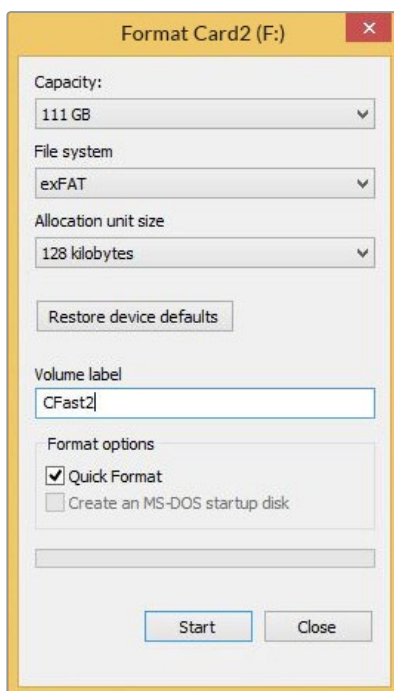 Format Card2 (F:)
Capacity:
111 GB
File system
exFAT
Allocation unit size
128 kilobytes
Restore device defaults
Volume label
CFast2
Format options
Quick Format
Create an MS-DOS startup disk
Start Close